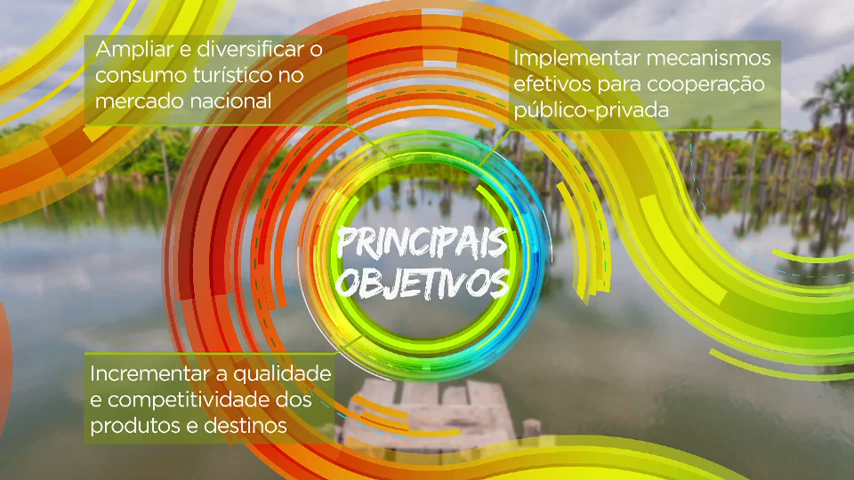 Ampliar e diversificar o
consumo turístico no
mercado nacional
Implementar mecanismos
efetivos para cooperação
público-privada
PRINCIPAIS
OBJETIVOS
Incrementar a qualidade
e competitividade dos
produtos e destinos